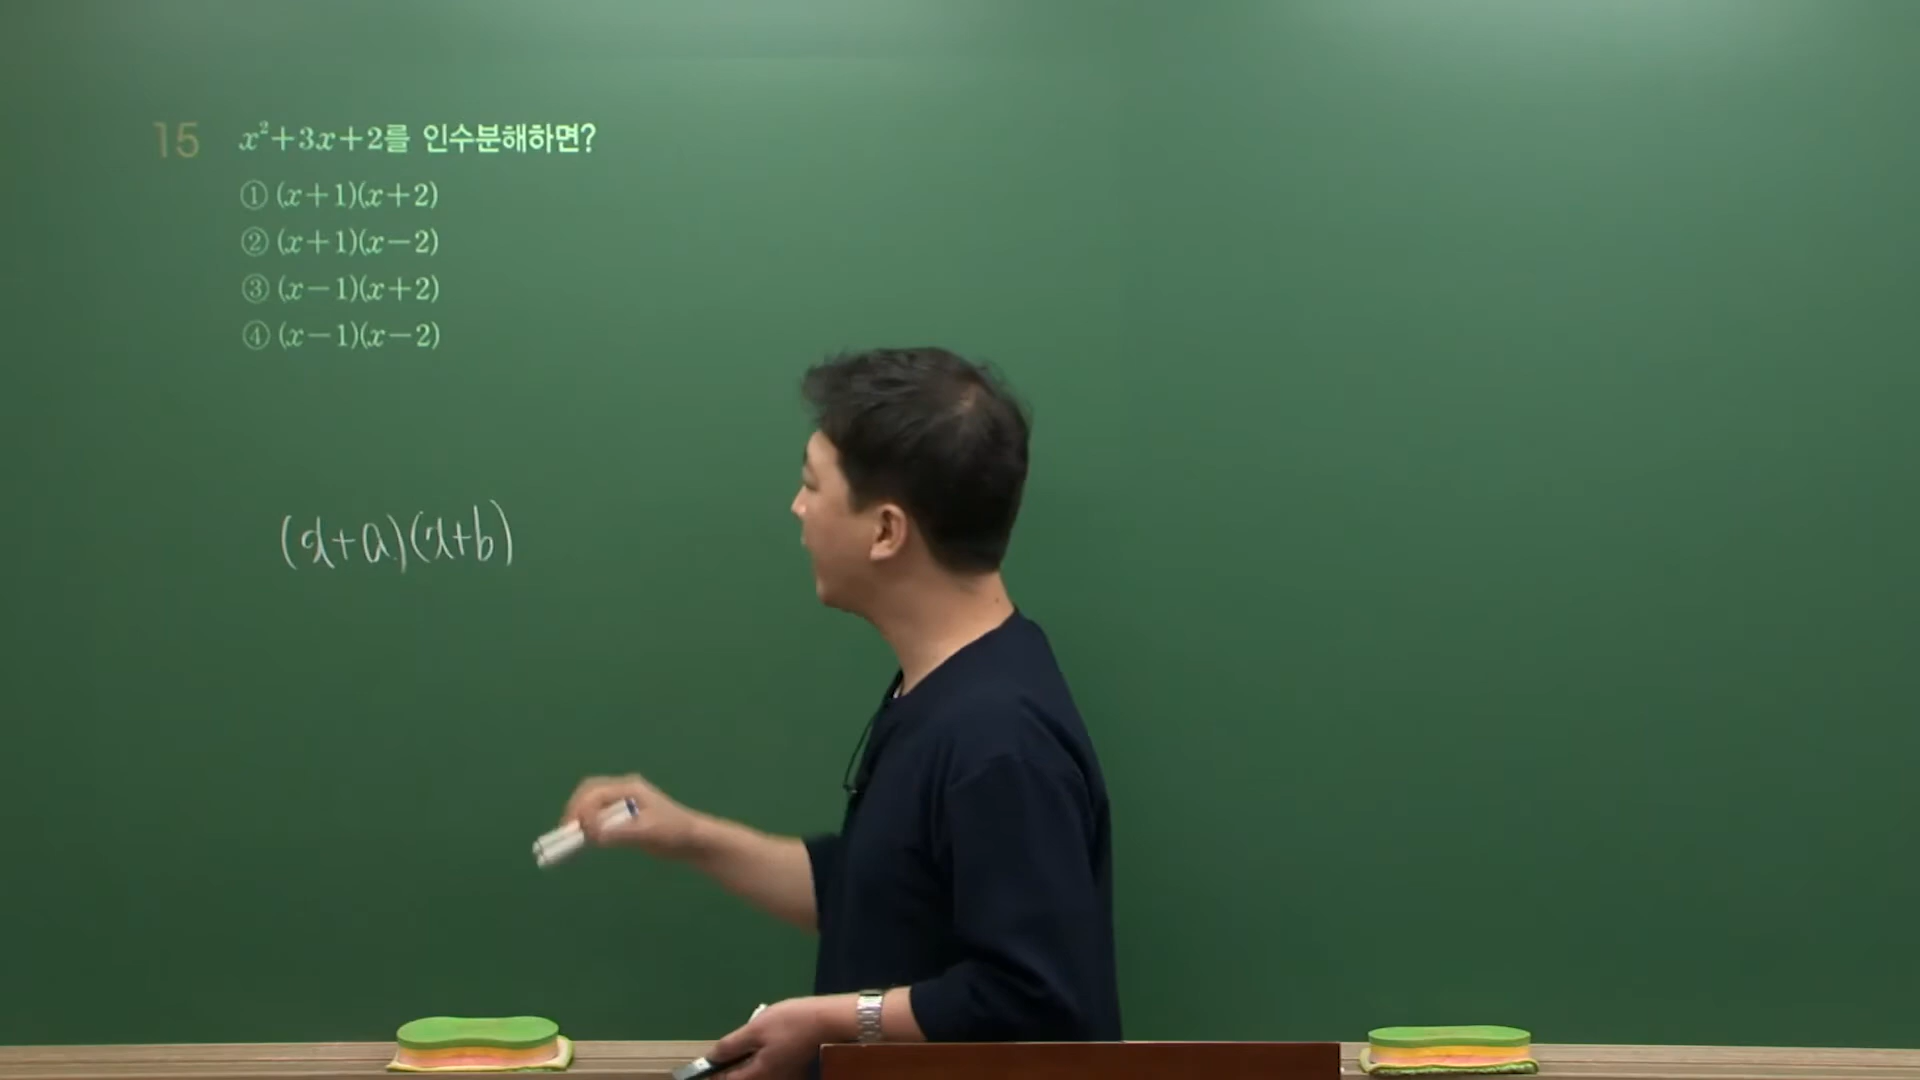 15 x²+3x+2를 인수분해하면?
① (x+1)(x+2)
② (x+1)(x-2)
③ (x-1)(x+2)
④ (x-1)(x-2)
(x+a)(x+b)